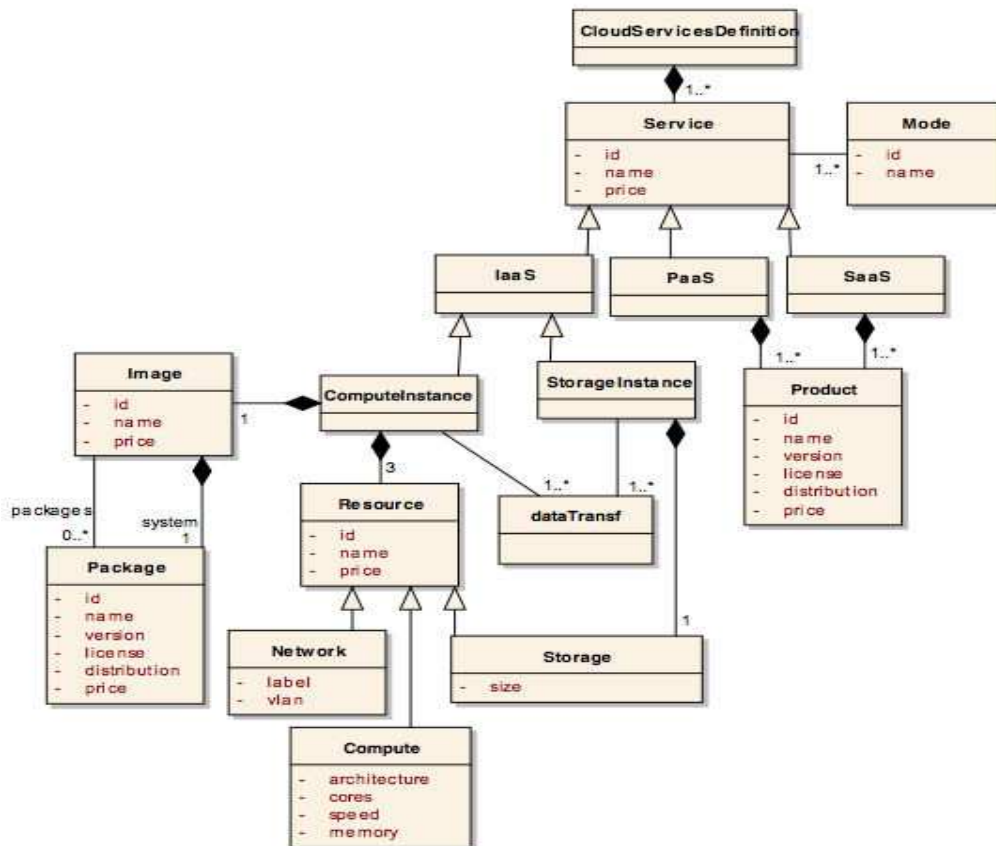 CloudServicesDefinition
1..*
Service
- id
- name
- price
1..*
Mode
- id
- name
IaaS
PaaS
SaaS
1..*
1..*
Image
- id
- name
- price
1
ComputeInstance
StorageInstance
Product
- id
- name
- version
- license
- distribution
- price
3
1..*
1..*
Resource
- id
- name
- price
dataTransf
packages
0..*
system
1
Package
- id
- name
- version
- license
- distribution
- price
1
Network
- label
- vlan
Storage
- size
Compute
- architecture
- cores
- speed
- memory